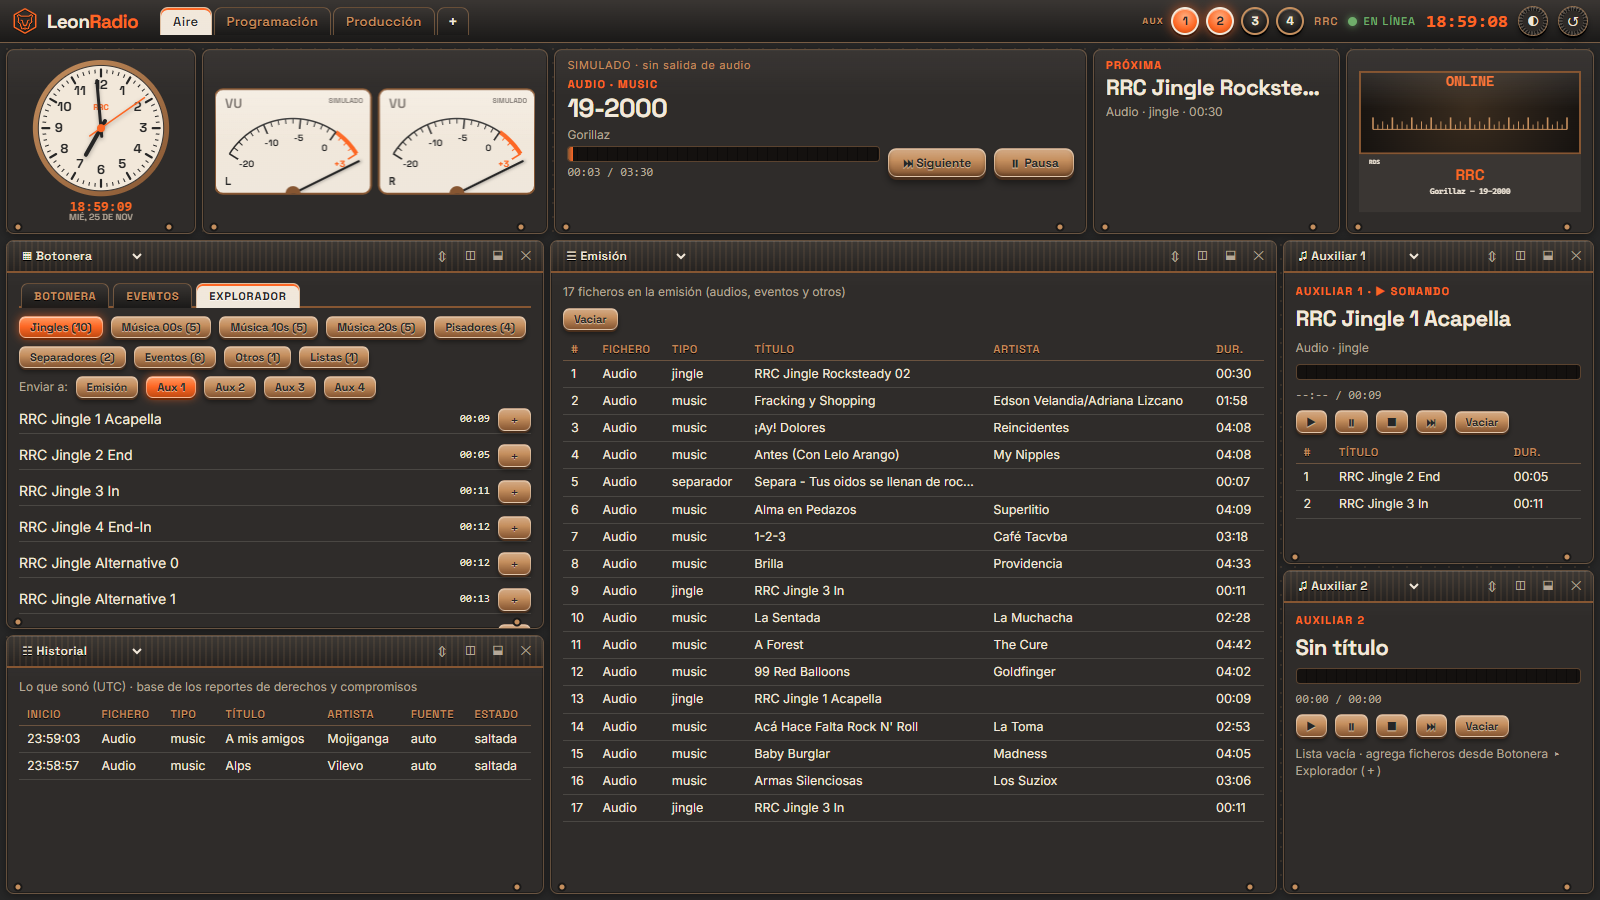 LeonRadio
Aire
Programación
Producción
+
AUX
1
2
3
4
RRC
EN LÍNEA
18:59:08
12
1
2
3
4
5
6
7
8
9
10
11
RRC
18:59:09
MIÉ, 25 DE NOV
VU
SIMULADO
-20
-10
-5
0
+3
L
VU
SIMULADO
-20
-10
-5
0
+3
R
SIMULADO · sin salida de audio
AUDIO · MUSIC
19-2000
Gorillaz
00:03 / 03:30
Siguiente
Pausa
PRÓXIMA
RRC Jingle Rockste...
Audio · jingle · 00:30
ONLINE
RDS
RRC
Gorillaz - 19-2000
Botonera
BOTONERA
EVENTOS
EXPLORADOR
Jingles (10)
Música 00s (5)
Música 10s (5)
Música 20s (5)
Pisadores (4)
Separadores (2)
Eventos (6)
Otros (1)
Listas (1)
Enviar a:
Emisión
Aux 1
Aux 2
Aux 3
Aux 4
RRC Jingle 1 Acapella 00:09 +
RRC Jingle 2 End 00:05 +
RRC Jingle 3 In 00:11 +
RRC Jingle 4 End-In 00:12 +
RRC Jingle Alternative 0 00:12 +
RRC Jingle Alternative 1 00:13 +
Historial
Lo que sonó (UTC) · base de los reportes de derechos y compromisos
INICIO FICHERO TIPO TÍTULO ARTISTA FUENTE ESTADO
23:59:03 Audio music A mis amigos Mojiganga auto saltada
23:58:57 Audio music Alps Vilevo auto saltada
Emisión
17 ficheros en la emisión (audios, eventos y otros)
Vaciar
# FICHERO TIPO TÍTULO ARTISTA DUR.
1 Audio jingle RRC Jingle Rocksteady 02 00:30
2 Audio music Fracking y Shopping Edson Velandia/Adriana Lizcano 01:58
3 Audio music ¡Ay! Dolores Reincidentes 04:08
4 Audio music Antes (Con Lelo Arango) My Nipples 04:08
5 Audio separador Separa - Tus oidos se llenan de roc... 00:07
6 Audio music Alma en Pedazos Superlitio 04:09
7 Audio music 1-2-3 Café Tacvba 03:18
8 Audio music Brilla Providencia 04:33
9 Audio jingle RRC Jingle 3 In 00:11
10 Audio music La Sentada La Muchacha 02:28
11 Audio music A Forest The Cure 04:42
12 Audio music 99 Red Balloons Goldfinger 04:02
13 Audio jingle RRC Jingle 1 Acapella 00:09
14 Audio music Acá Hace Falta Rock N' Roll La Toma 02:53
15 Audio music Baby Burglar Madness 04:05
16 Audio music Armas Silenciosas Los Suziox 03:06
17 Audio jingle RRC Jingle 3 In 00:11
Auxiliar 1
AUXILIAR 1 · ▶ SONANDO
RRC Jingle 1 Acapella
Audio · jingle
--:-- / 00:09
Vaciar
# TÍTULO DUR.
1 RRC Jingle 2 End 00:05
2 RRC Jingle 3 In 00:11
Auxiliar 2
AUXILIAR 2
Sin título
00:00 / 00:00
Vaciar
Lista vacía · agrega ficheros desde Botonera ▸
Explorador (+)